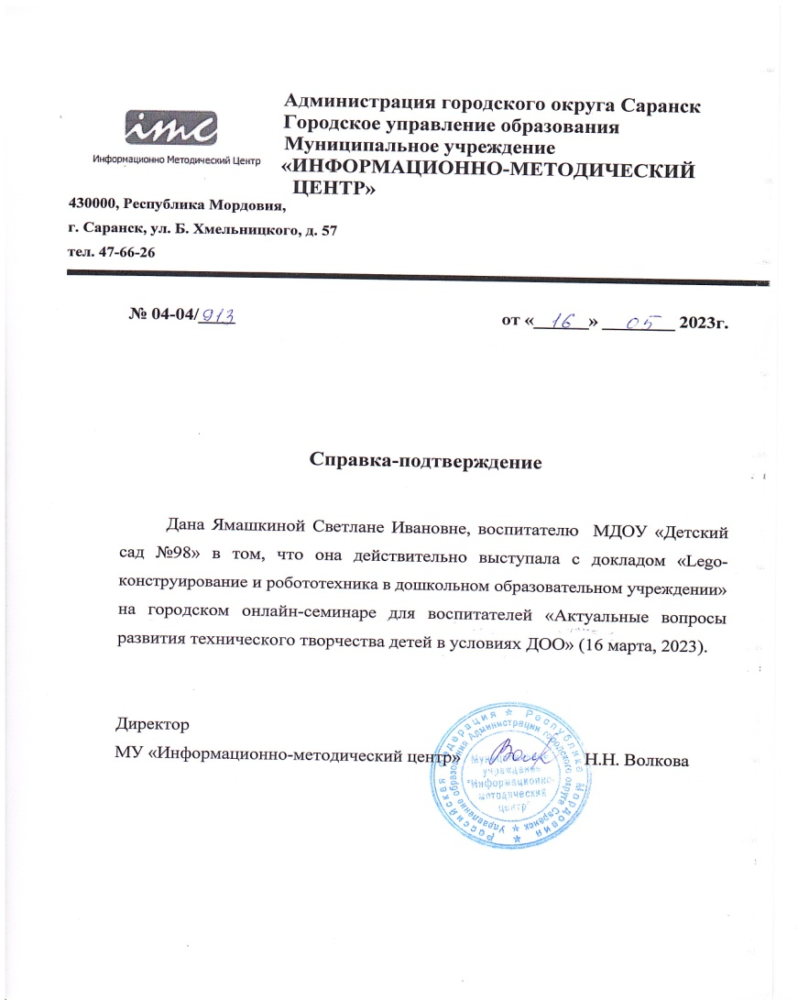 Администрация городского округа Саранск
Городское управление образования
Муниципальное учреждение
«ИНФОРМАЦИОННО-МЕТОДИЧЕСКИЙ
ЦЕНТР»
imc
Информационно Методический Центр
430000, Республика Мордовия,
г. Саранск, ул. Б. Хмельницкого, д. 57
тел. 47-66-26
№ 04-04/913
от «16» 05 2023г.
Справка-подтверждение
Дана Ямашкиной Светлане Ивановне, воспитателю МДОУ «Детский
сад №98» в том, что она действительно выступала с докладом «Lego-
конструирование и робототехника в дошкольном образовательном учреждении»
на городском онлайн-семинаре для воспитателей «Актуальные вопросы
развития технического творчества детей в условиях ДОО» (16 марта, 2023).
Директор
МУ «Информационно-методический центр»
Н.Н. Волкова
Российская Федерация * Республика Мордовия *
Управление образования Администрации городского округа Саранск *
Муниципальное
учреждение
"Информационно-
методический
центр"